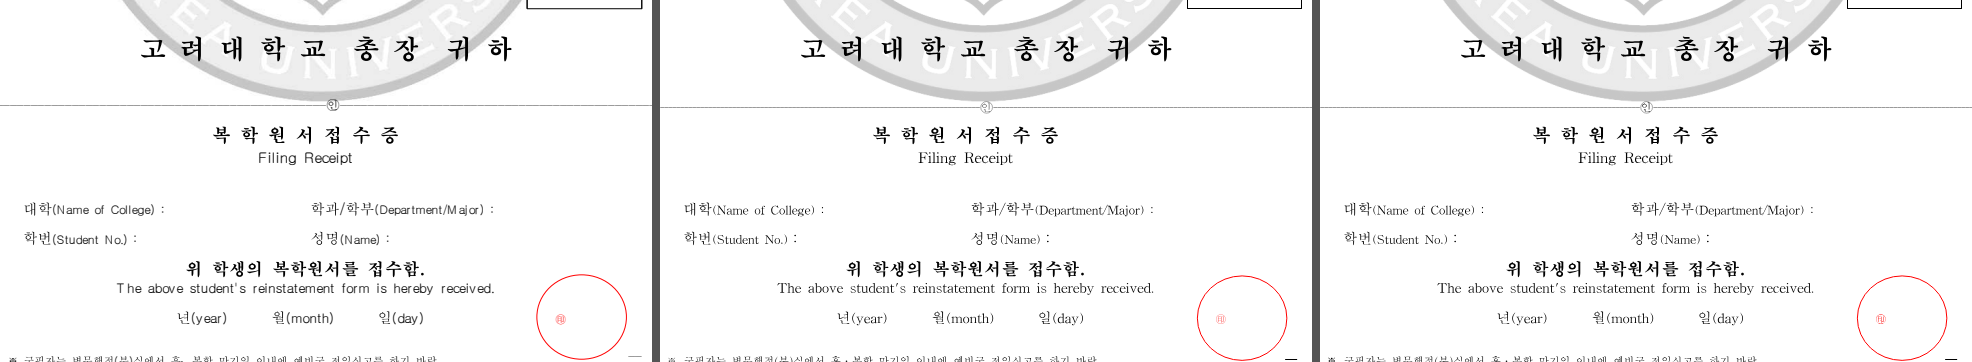 고 려 대 학 교 총 장 귀 하
UNIVERS
인
복 학 원 서 접 수 증
Filing Receipt
대학(Name of College) : 학과/학부(Department/Major) :
학번(Student No.) : 성명(Name) :
위 학생의 복학원서를 접수함.
The above student's reinstatement form is hereby received.
년(year) 월(month) 일(day)
㊞
고 려 대 학 교 총 장 귀 하
UNIVERS
인
복 학 원 서 접 수 증
Filing Receipt
대학(Name of College) : 학과/학부(Department/Major) :
학번(Student No.) : 성명(Name) :
위 학생의 복학원서를 접수함.
The above student's reinstatement form is hereby received.
년(year) 월(month) 일(day)
㊞
고 려 대 학 교 총 장 귀 하
UNIVERS
인
복 학 원 서 접 수 증
Filing Receipt
대학(Name of College) : 학과/학부(Department/Major) :
학번(Student No.) : 성명(Name) :
위 학생의 복학원서를 접수함.
The above student's reinstatement form is hereby received.
년(year) 월(month) 일(day)
㊞